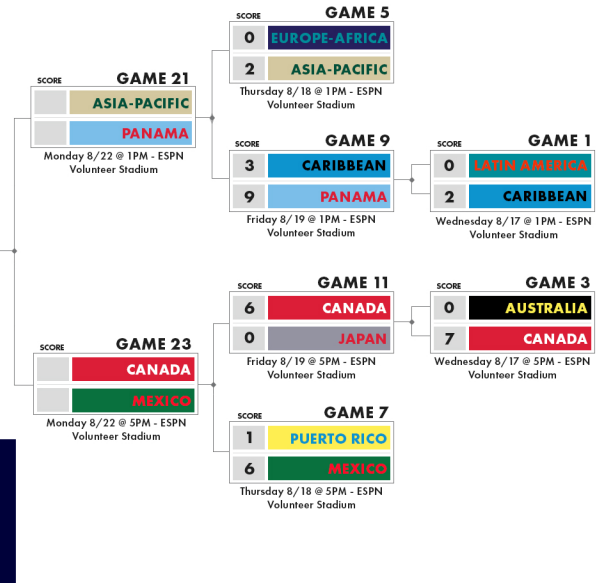 GAME 5
SCORE
0 EUROPE-AFRICA
2 ASIA-PACIFIC
Thursday 8/18 @ 1PM - ESPN
Volunteer Stadium
GAME 21
SCORE
ASIA-PACIFIC
PANAMA
Monday 8/22 @ 1PM - ESPN
Volunteer Stadium
GAME 9
SCORE
3 CARIBBEAN
9 PANAMA
Friday 8/19 @ 1PM - ESPN
Volunteer Stadium
GAME 1
SCORE
0 LATIN AMERICA
2 CARIBBEAN
Wednesday 8/17 @ 1PM - ESPN
Volunteer Stadium
GAME 11
SCORE
6 CANADA
0 JAPAN
Friday 8/19 @ 5PM - ESPN
Volunteer Stadium
GAME 3
SCORE
0 AUSTRALIA
7 CANADA
Wednesday 8/17 @ 5PM - ESPN
Volunteer Stadium
GAME 23
SCORE
CANADA
MEXICO
Monday 8/22 @ 5PM - ESPN
Volunteer Stadium
GAME 7
SCORE
1 PUERTO RICO
6 MEXICO
Thursday 8/18 @ 5PM - ESPN
Volunteer Stadium